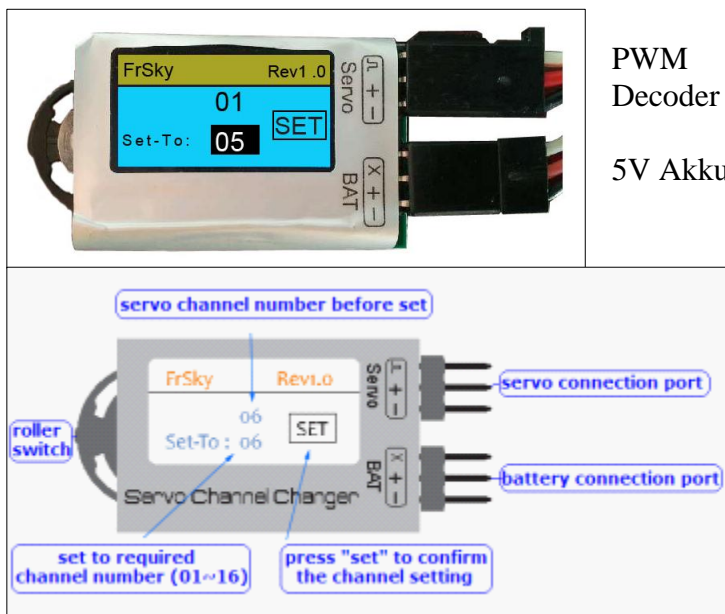 FrSky Rev1 .0
01
Set-To: 05 SET
Servo + -
BAT X + -
PWM
Decoder
5V Akku
servo channel number before set
FrSky Rev1.0
06
Set-To : 06 SET
Servo + -
BAT X + -
Servo Channel Changer
roller
switch
servo connection port
battery connection port
set to required
channel number (01~16)
press "set" to confirm
the channel setting